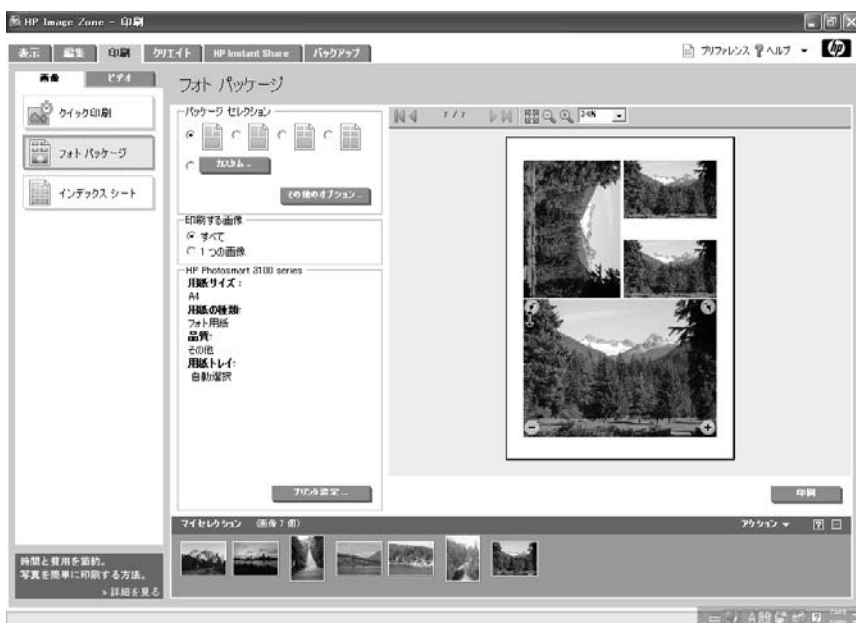 HP Image Zone - 印刷
表示 編集 印刷 クリエイト HP Instant Share バックアップ
プリファレンス ヘルプ
hp
画像 ビデオ
クイック印刷
フォト パッケージ
インデックス シート
時間と費用を節約。
写真を簡単に印刷する方法。
» 詳細を見る
フォト パッケージ
パッケージ セレクション
カスタム...
その他のオプション...
印刷する画像
すべて
1 つの画像
HP Photosmart 3100 series
用紙サイズ:
A4
用紙の種類:
フォト用紙
品質:
その他
用紙トレイ:
自動選択
プリンタ設定...
7 / 7
34%
印刷
マイセレクション (画像 7 個)
アクション
A 般